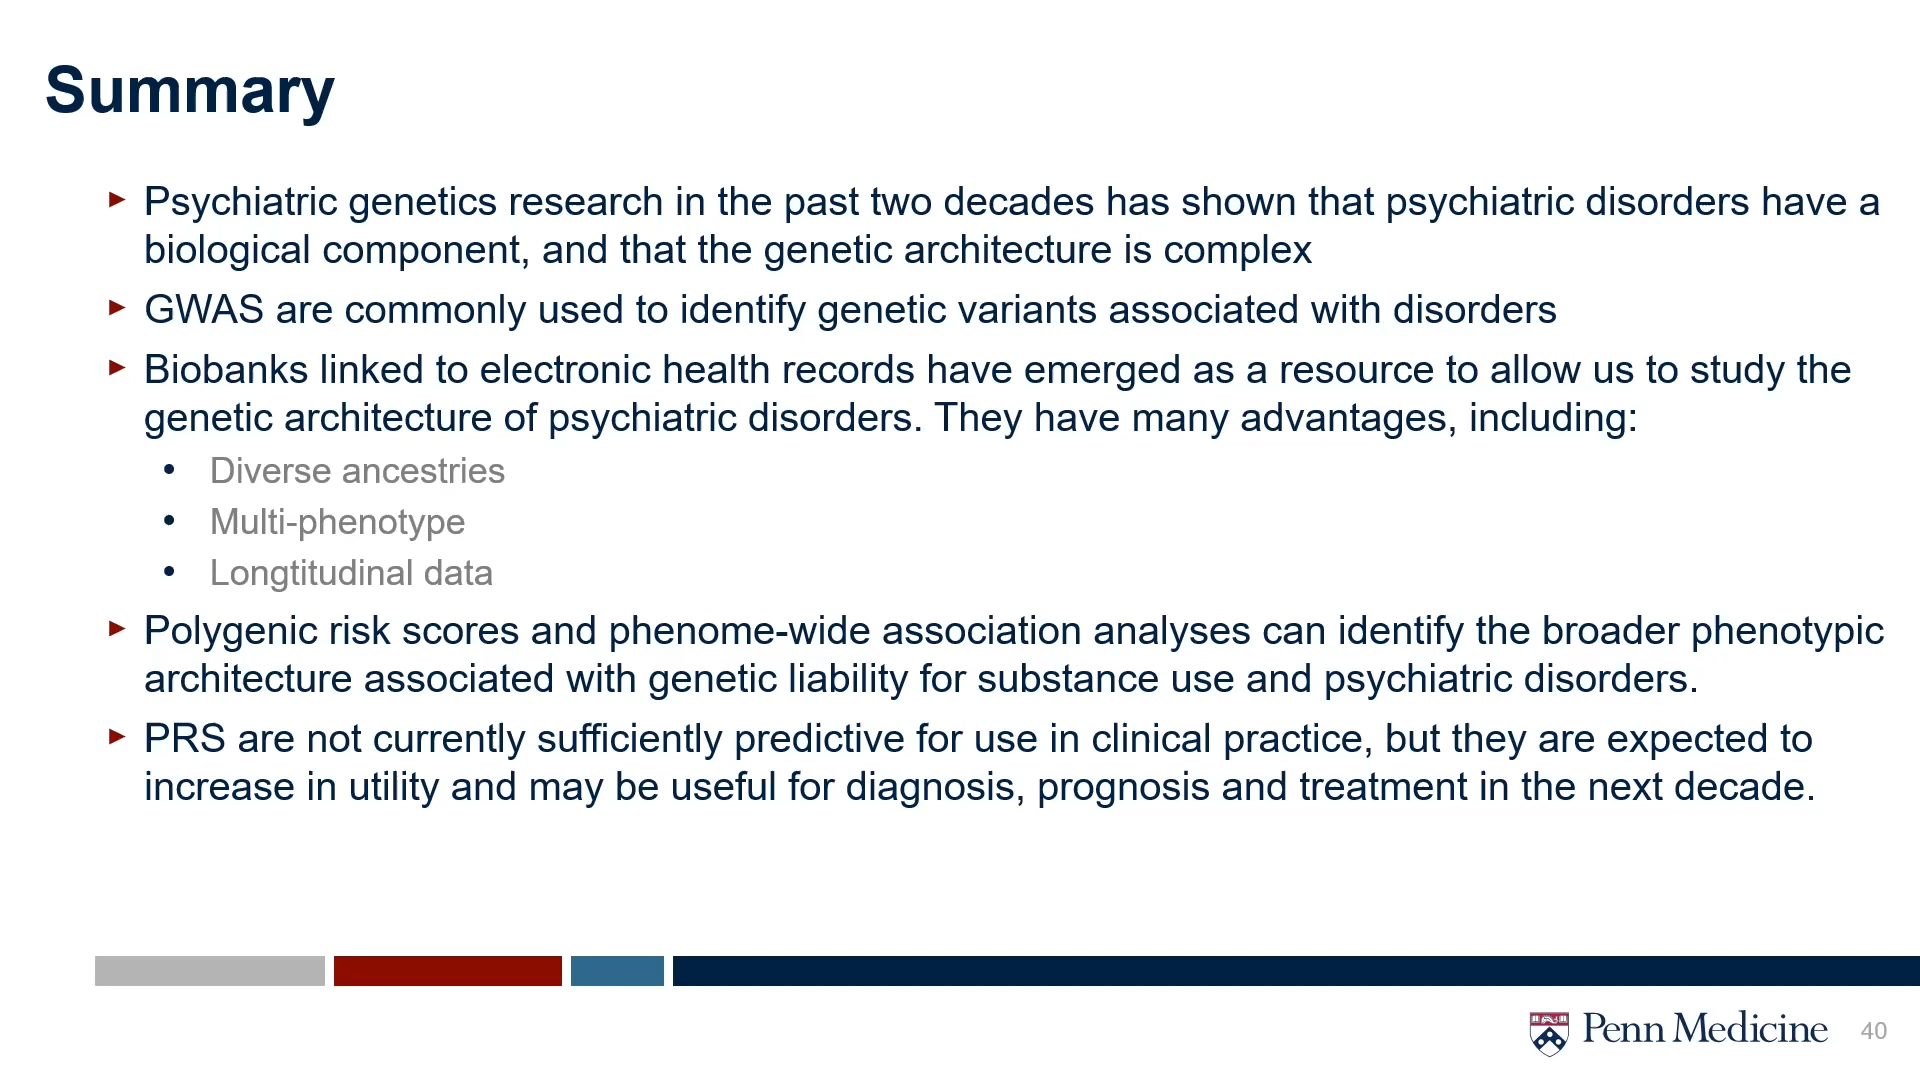 Summary
► Psychiatric genetics research in the past two decades has shown that psychiatric disorders have a
biological component, and that the genetic architecture is complex
► GWAS are commonly used to identify genetic variants associated with disorders
► Biobanks linked to electronic health records have emerged as a resource to allow us to study the
genetic architecture of psychiatric disorders. They have many advantages, including:
• Diverse ancestries
• Multi-phenotype
• Longtitudinal data
► Polygenic risk scores and phenome-wide association analyses can identify the broader phenotypic
architecture associated with genetic liability for substance use and psychiatric disorders.
► PRS are not currently sufficiently predictive for use in clinical practice, but they are expected to
increase in utility and may be useful for diagnosis, prognosis and treatment in the next decade.
Penn Medicine 40